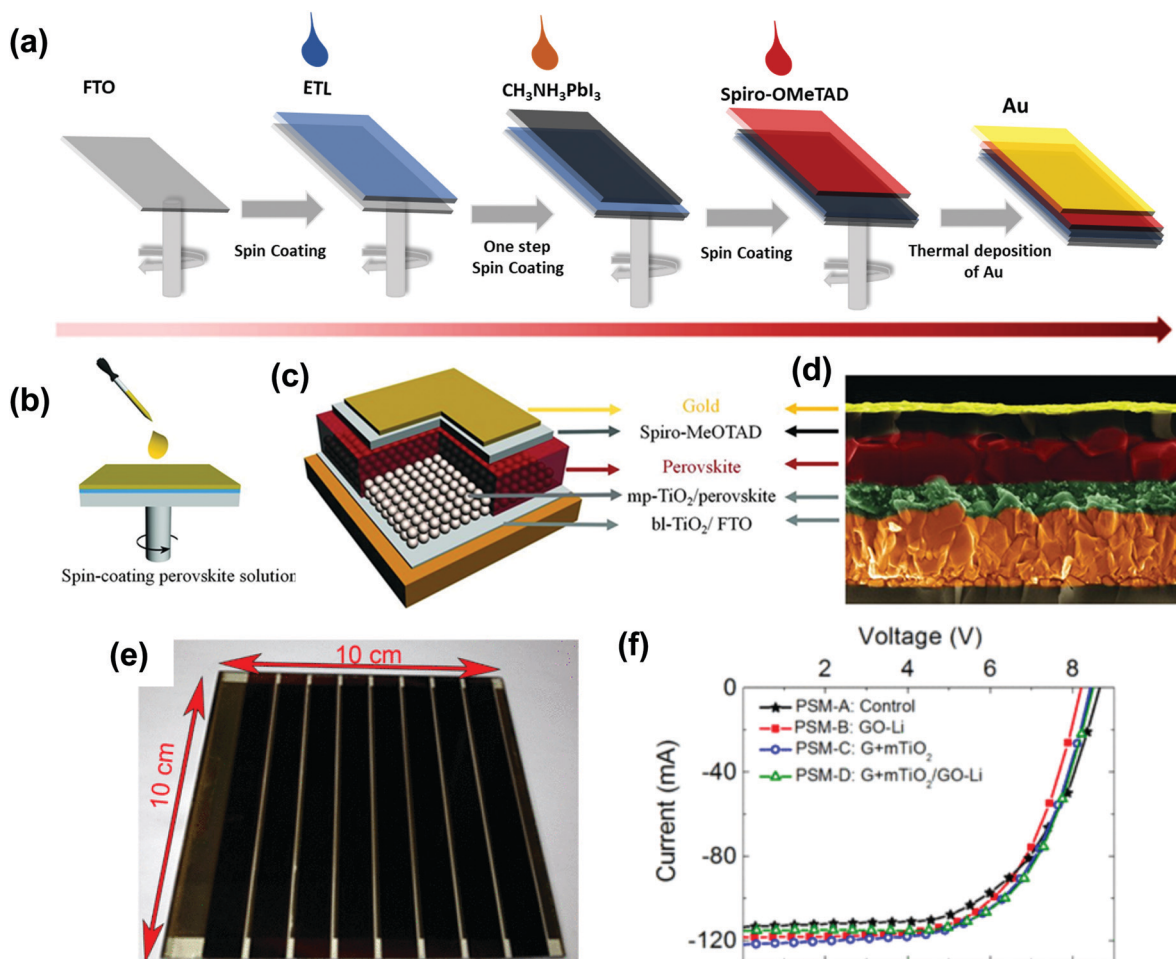 (a)
FTO
ETL
CH₃NH₃PbI₃
Spiro-OMeTAD
Au
Spin Coating
One step
Spin Coating
Spin Coating
Thermal deposition
of Au
(b)
Spin-coating perovskite solution
(c)
Gold
Spiro-MeOTAD
Perovskite
mp-TiO₂/perovskite
bl-TiO₂/ FTO
(d)
(e)
10 cm
10 cm
(f)
Voltage (V)
2 4 6 8
0
-40
-80
-120
Current (mA)
PSM-A: Control
PSM-B: GO-Li
PSM-C: G+mTiO₂
PSM-D: G+mTiO₂/GO-Li